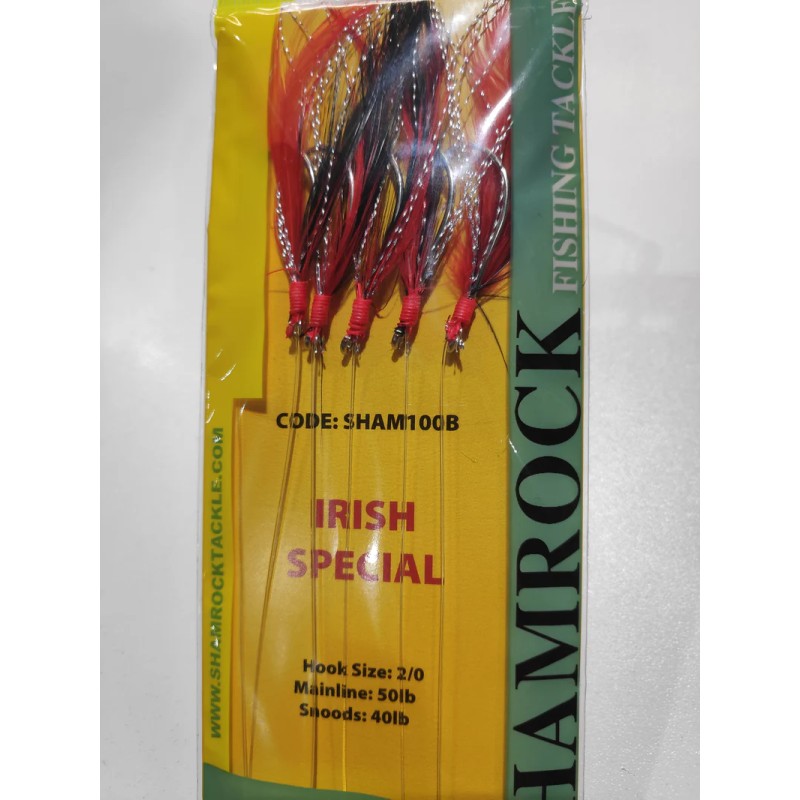 CODE: SHAM100B
IRISH
SPECIAL
Hook Size: 2/0
Mainline: 50lb
Snoods: 40lb
WWW.SHAMROCKTACKLE.COM
HAMROCK
FISHING TACKLE